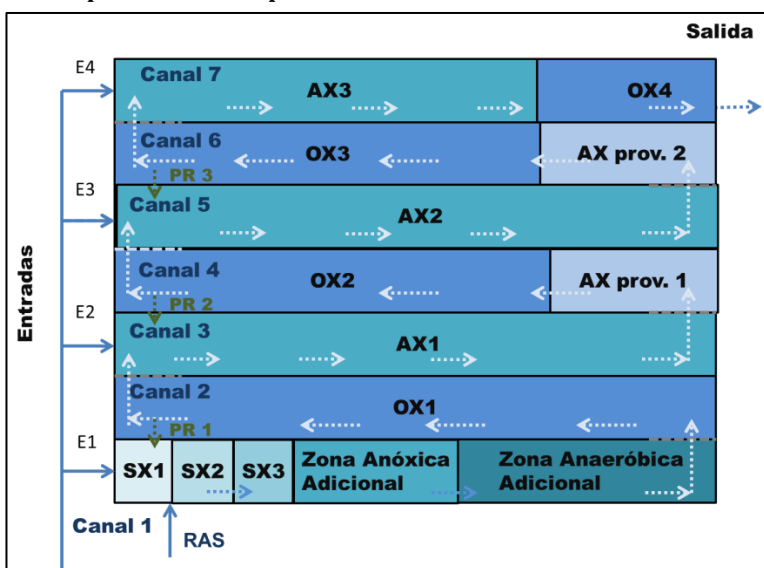 Salida
E4
Canal 7
AX3
OX4
Canal 6
OX3
AX prov. 2
PR 3
E3
Canal 5
AX2
Canal 4
OX2
AX prov. 1
PR 2
E2
Canal 3
AX1
Canal 2
OX1
PR 1
E1
SX1
SX2
SX3
Zona Anóxica
Adicional
Zona Anaeróbica
Adicional
Canal 1
RAS
Entradas